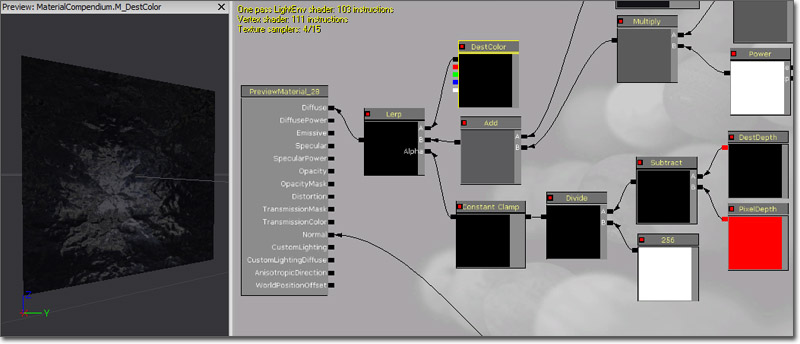 Preview: MaterialCompendium.M_DestColor
X
One pass LightEnv shader: 103 instructions
Vertex shader: 111 instructions
Texture samplers: 4/15
PreviewMaterial_29
Diffuse
DiffusePower
Emissive
Specular
SpecularPower
Opacity
OpacityMask
Distortion
TransmissionMask
TransmissionColor
Normal
CustomLighting
CustomLightingDiffuse
AnisotropicDirection
WorldPositionOffset
Lerp
A
B
Alpha
DestColor
Add
A
B
Constant Clamp
Divide
A
B
Multiply
A
B
Power
Subtract
A
B
256
DestDepth
PixelDepth
Z
Y